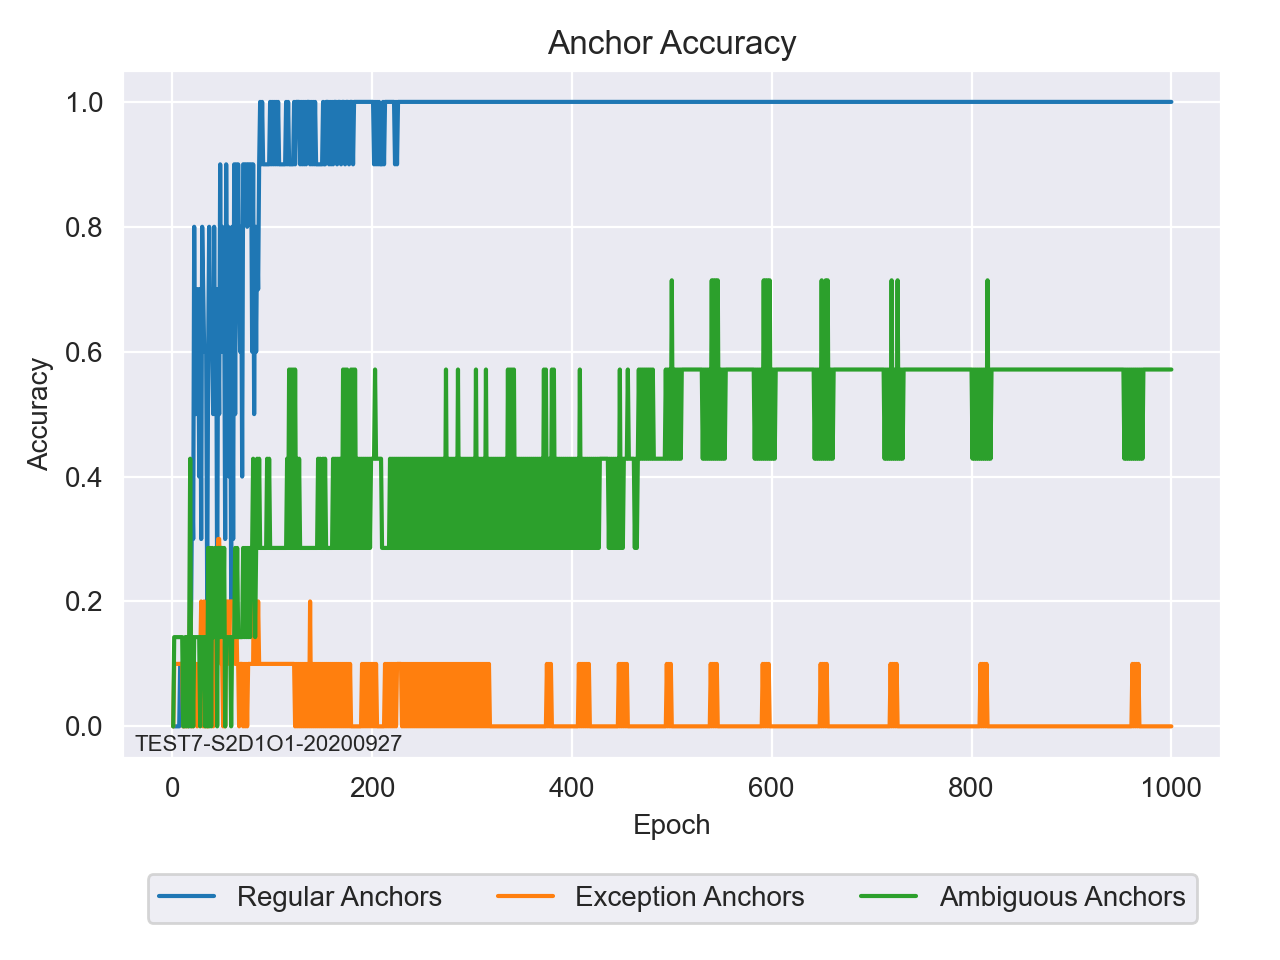 Anchor Accuracy
1.0
0.8
0.6
0.4
0.2
0.0
Accuracy
TEST7-S2D1O1-20200927
0 200 400 600 800 1000
Epoch
Regular Anchors Exception Anchors Ambiguous Anchors